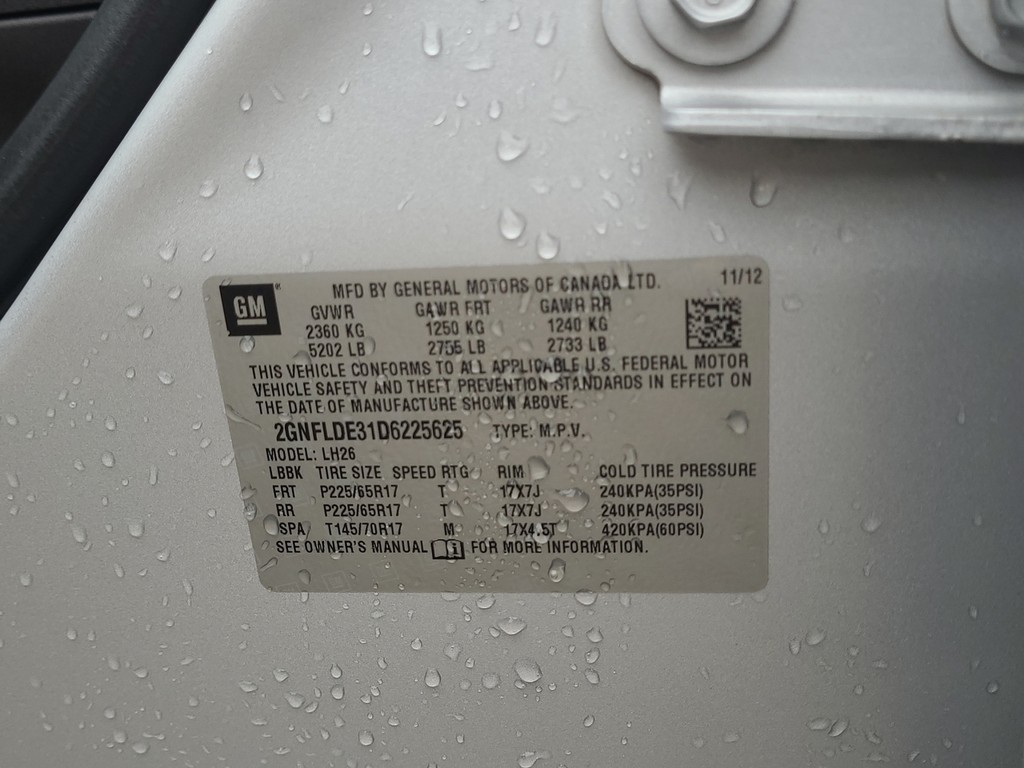 GM
MFD BY GENERAL MOTORS OF CANADA LTD. 11/12
GVWR GAWR FRT GAWR RR
2360 KG 1250 KG 1240 KG
5202 LB 2755 LB 2733 LB
THIS VEHICLE CONFORMS TO ALL APPLICABLE U.S. FEDERAL MOTOR
VEHICLE SAFETY AND THEFT PREVENTION STANDARDS IN EFFECT ON
THE DATE OF MANUFACTURE SHOWN ABOVE.
2GNFLDE31D6225625 TYPE: M.P.V.
MODEL: LH26
LBBK TIRE SIZE SPEED RTG RIM COLD TIRE PRESSURE
FRT P225/65R17 T 17X7J 240KPA(35PSI)
RR P225/65R17 T 17X7J 240KPA(35PSI)
SPA T145/70R17 M 17X4.5T 420KPA(60PSI)
SEE OWNER'S MANUAL FOR MORE INFORMATION.